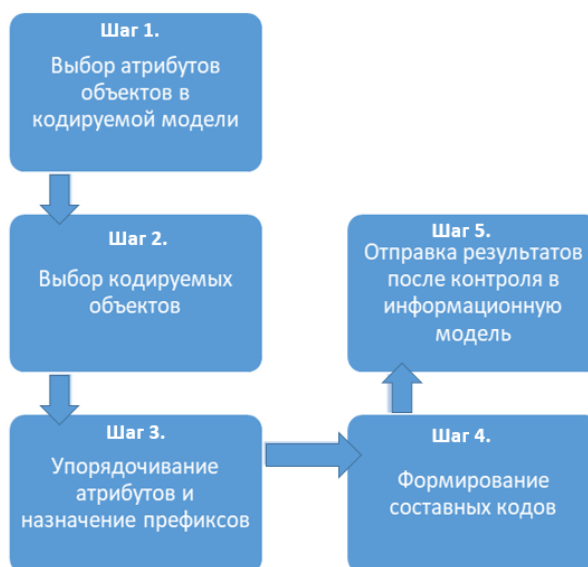 Шаг 1.
Выбор атрибутов
объектов в
кодируемой модели
Шаг 2.
Выбор кодируемых
объектов
Шаг 3.
Упорядочивание
атрибутов и
назначение префиксов
Шаг 4.
Формирование
составных кодов
Шаг 5.
Отправка результатов
после контроля в
информационную
модель